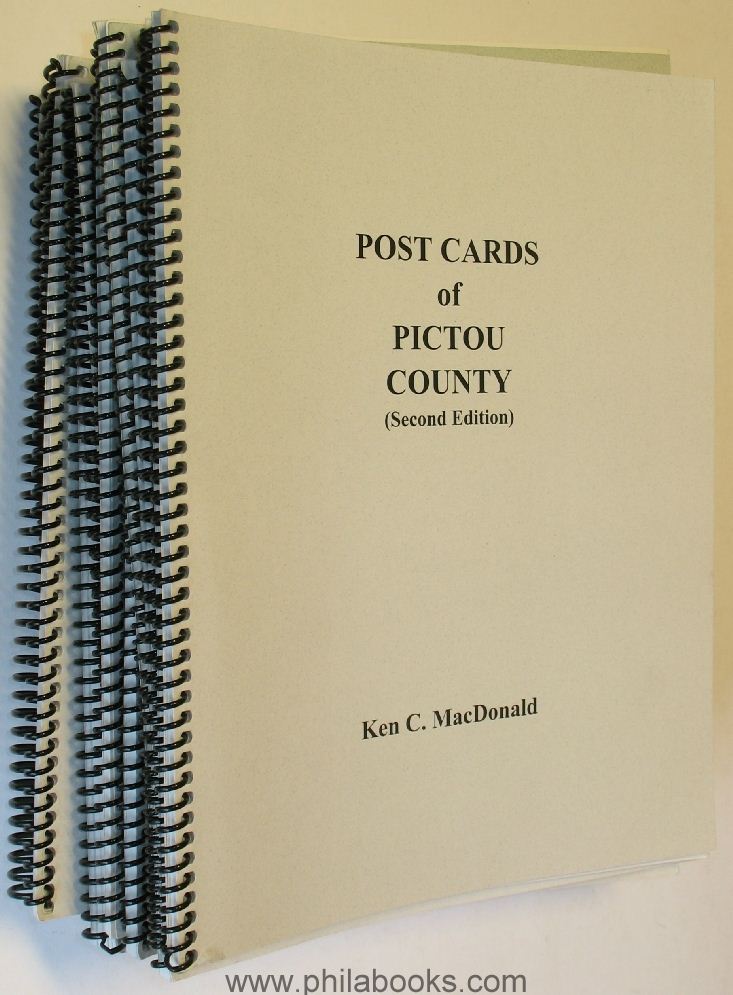 POST CARDS
of
PICTOU
COUNTY
(Second Edition)
Ken C. MacDonald
www.philabooks.com